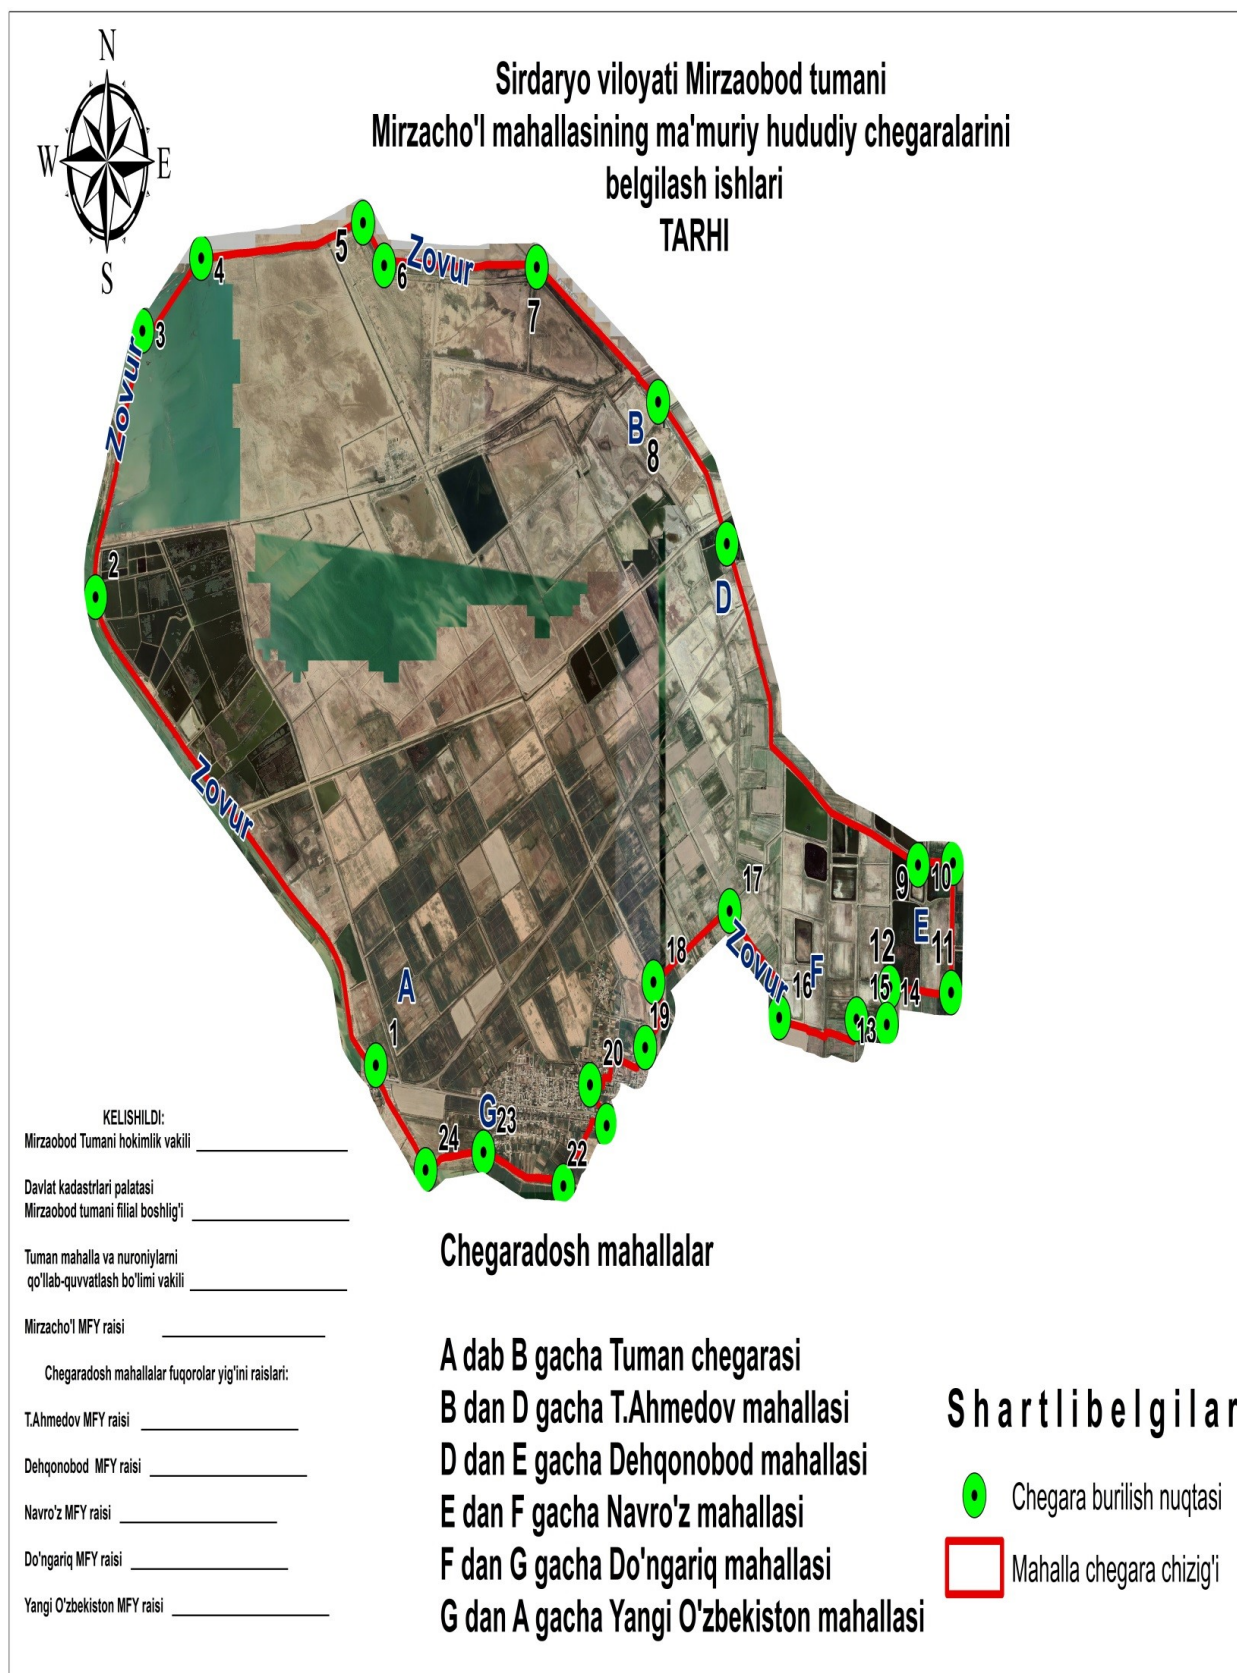 N
W E
S
Sirdaryo viloyati Mirzaobod tumani
Mirzacho'l mahallasining ma'muriy hududiy chegaralarini
belgilash ishlari
TARHI
5
4
6
Zovur
7
3
Zovur
B
8
2
D
Zovur
9
10
17
E
18
12
11
A
Zovur
16
F
15
14
19
13
1
20
G
23
24
22
KELISHILDI:
Mirzaobod Tumani hokimlik vakili
Davlat kadastrlari palatasi
Mirzaobod tumani filial boshlig'i
Tuman mahalla va nuroniylarni
qo'llab-quvvatlash bo'limi vakili
Mirzacho'l MFY raisi
Chegaradosh mahallalar fuqorolar yig'ini raislari:
T.Ahmedov MFY raisi
Dehqonobod MFY raisi
Navro'z MFY raisi
Do'ngariq MFY raisi
Yangi O'zbekiston MFY raisi
Chegaradosh mahallalar
A dab B gacha Tuman chegarasi
B dan D gacha T.Ahmedov mahallasi
D dan E gacha Dehqonobod mahallasi
E dan F gacha Navro'z mahallasi
F dan G gacha Do'ngariq mahallasi
G dan A gacha Yangi O'zbekiston mahallasi
Shartlibelgilar
Chegara burilish nuqtasi
Mahalla chegara chizig'i